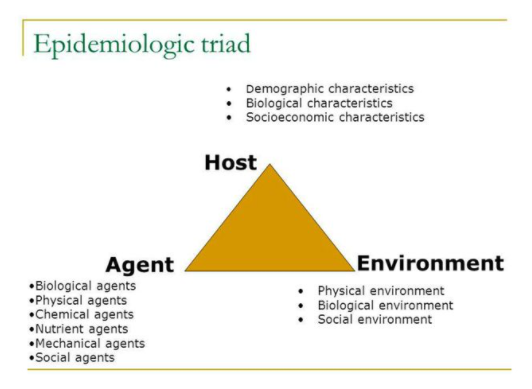 Epidemiologic triad
• Demographic characteristics
• Biological characteristics
• Socioeconomic characteristics
Host
Agent
Environment
•Biological agents
•Physical agents
•Chemical agents
•Nutrient agents
•Mechanical agents
•Social agents
• Physical environment
• Biological environment
• Social environment